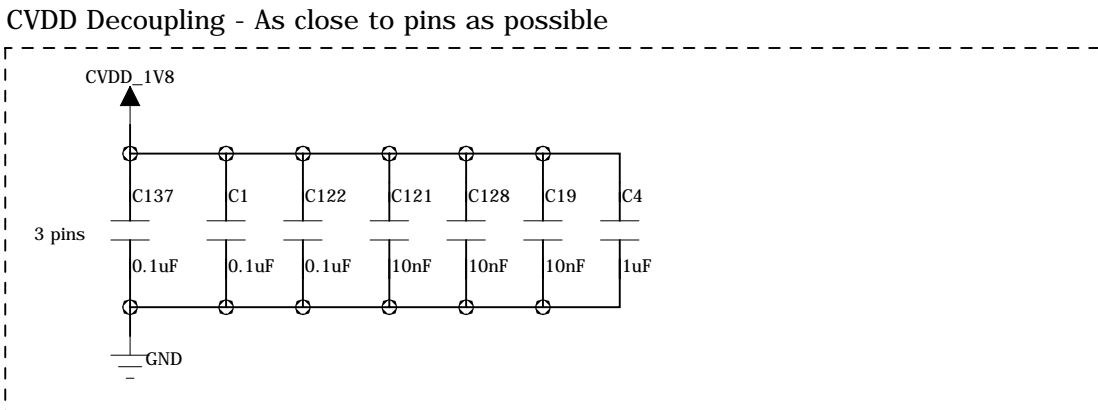 CVDD Decoupling - As close to pins as possible
CVDD_1V8
C137 C1 C122 C121 C128 C19 C4
3 pins
0.1uF 0.1uF 0.1uF 10nF 10nF 10nF 1uF
GND